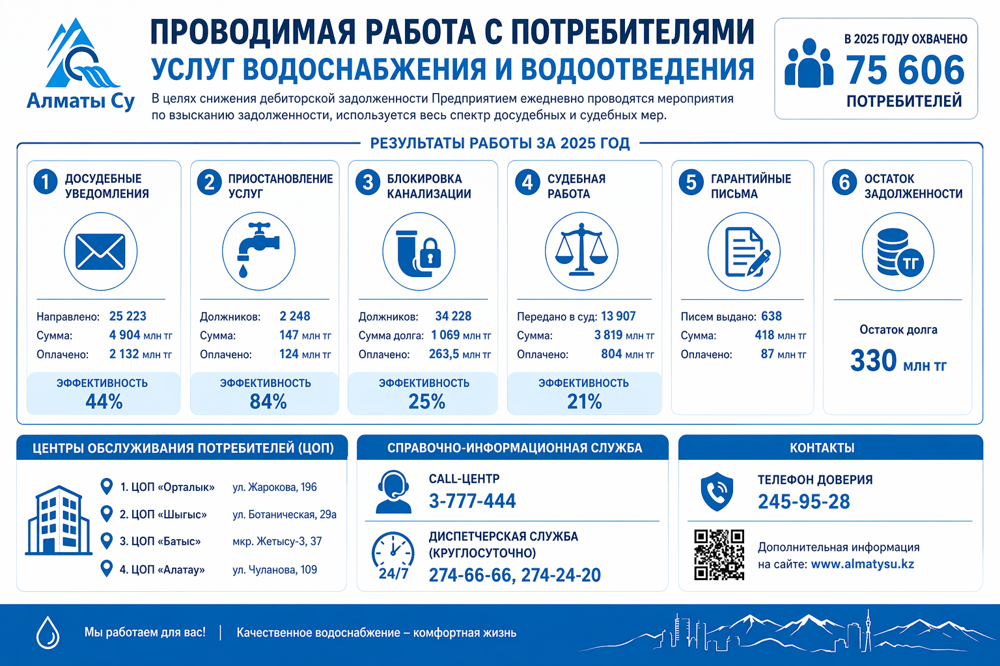 Алматы Су
ПРОВОДИМАЯ РАБОТА С ПОТРЕБИТЕЛЯМИ
УСЛУГ ВОДОСНАБЖЕНИЯ И ВОДООТВЕДЕНИЯ
В целях снижения дебиторской задолженности Предприятием ежедневно проводятся мероприятия
по взысканию задолженности, используется весь спектр досудебных и судебных мер.
В 2025 ГОДУ ОХВАЧЕНО
75 606
ПОТРЕБИТЕЛЕЙ
РЕЗУЛЬТАТЫ РАБОТЫ ЗА 2025 ГОД
1 ДОСУДЕБНЫЕ
УВЕДОМЛЕНИЯ
Направлено: 25 223
Сумма: 4 904 млн тг
Оплачено: 2 132 млн тг
ЭФФЕКТИВНОСТЬ
44%
2 ПРИОСТАНОВЛЕНИЕ
УСЛУГ
Должников: 2 248
Сумма: 147 млн тг
Оплачено: 124 млн тг
ЭФФЕКТИВНОСТЬ
84%
3 БЛОКИРОВКА
КАНАЛИЗАЦИИ
Должников: 34 228
Сумма долга: 1 069 млн тг
Оплачено: 263,5 млн тг
ЭФФЕКТИВНОСТЬ
25%
4 СУДЕБНАЯ
РАБОТА
Передано в суд: 13 907
Сумма: 3 819 млн тг
Оплачено: 804 млн тг
ЭФФЕКТИВНОСТЬ
21%
5 ГАРАНТИЙНЫЕ
ПИСЬМА
Писем выдано: 638
Сумма: 418 млн тг
Оплачено: 87 млн тг
6 ОСТАТОК
ЗАДОЛЖЕННОСТИ
ТГ
Остаток долга
330 млн тг
ЦЕНТРЫ ОБСЛУЖИВАНИЯ ПОТРЕБИТЕЛЕЙ (ЦОП)
1. ЦОП «Орталык» ул. Жарокова, 196
2. ЦОП «Шыгыс» ул. Ботаническая, 29а
3. ЦОП «Батыс» мкр. Жетысу-3, 37
4. ЦОП «Алатау» ул. Чуланова, 109
СПРАВОЧНО-ИНФОРМАЦИОННАЯ СЛУЖБА
CALL-ЦЕНТР
3-777-444
24/7
ДИСПЕТЧЕРСКАЯ СЛУЖБА
(КРУГЛОСУТОЧНО)
274-66-66, 274-24-20
КОНТАКТЫ
ТЕЛЕФОН ДОВЕРИЯ
245-95-28
Дополнительная информация
на сайте: www.almatysu.kz
Мы работаем для вас! | Качественное водоснабжение – комфортная жизнь